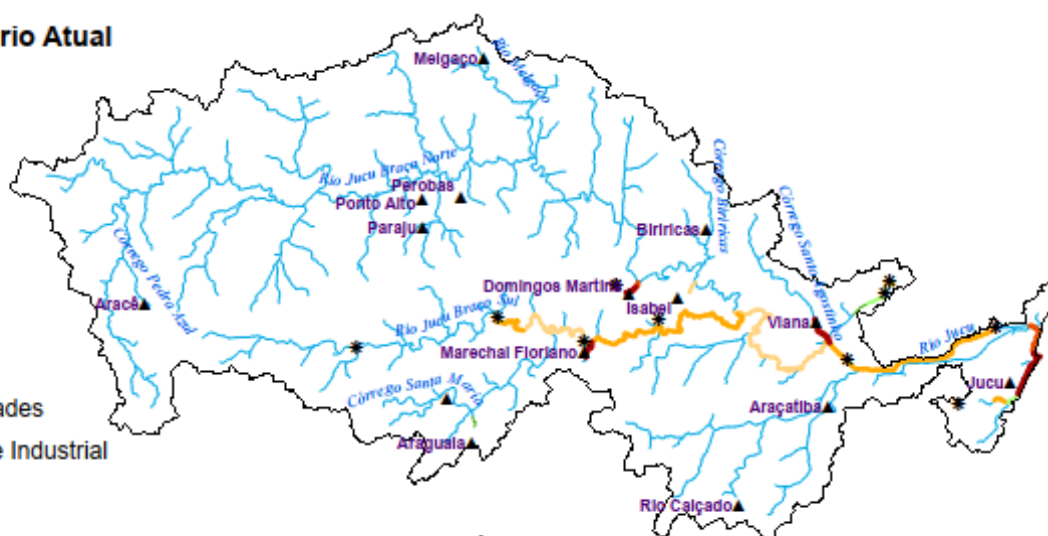 rio Atual
Melgaço
Rio Melgaço
Rio Jucu Braço Norte
Perobas
Ponto Alto
Paraju
Córrego Biriricas
Biriricas
Córrego Santo Agostinho
Córrego Pedra Azul
Aracê
Domingos Martins
Isabel
Rio Jucu Braço Sul
Viana
Marechal Floriano
Rio Jucu
Córrego Santa Maria
Jucu
Araçatiba
ades
Araguaia
e Industrial
Rio Calçado